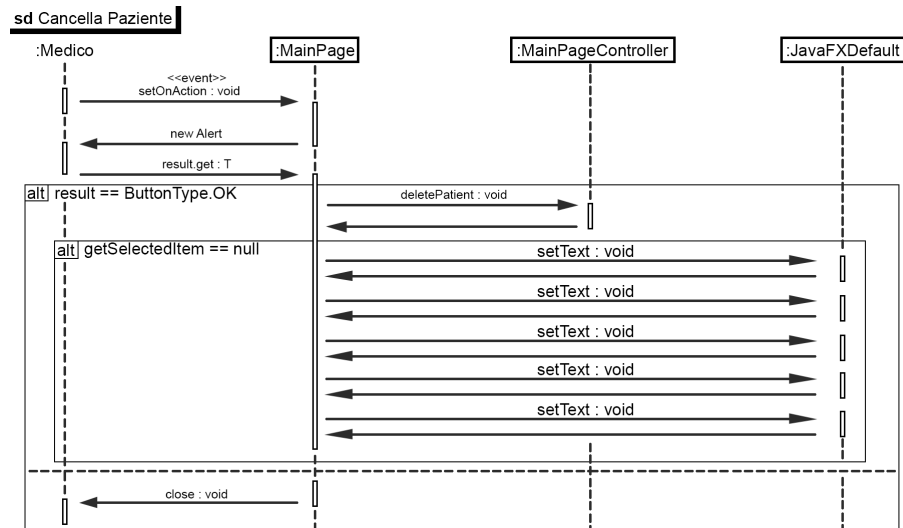 sd Cancella Paziente
:Medico
:MainPage
:MainPageController
:JavaFXDefault
<<event>>
setOnAction : void
new Alert
result.get : T
alt result == ButtonType.OK
deletePatient : void
alt getSelectedItem == null
setText : void
setText : void
setText : void
setText : void
setText : void
close : void